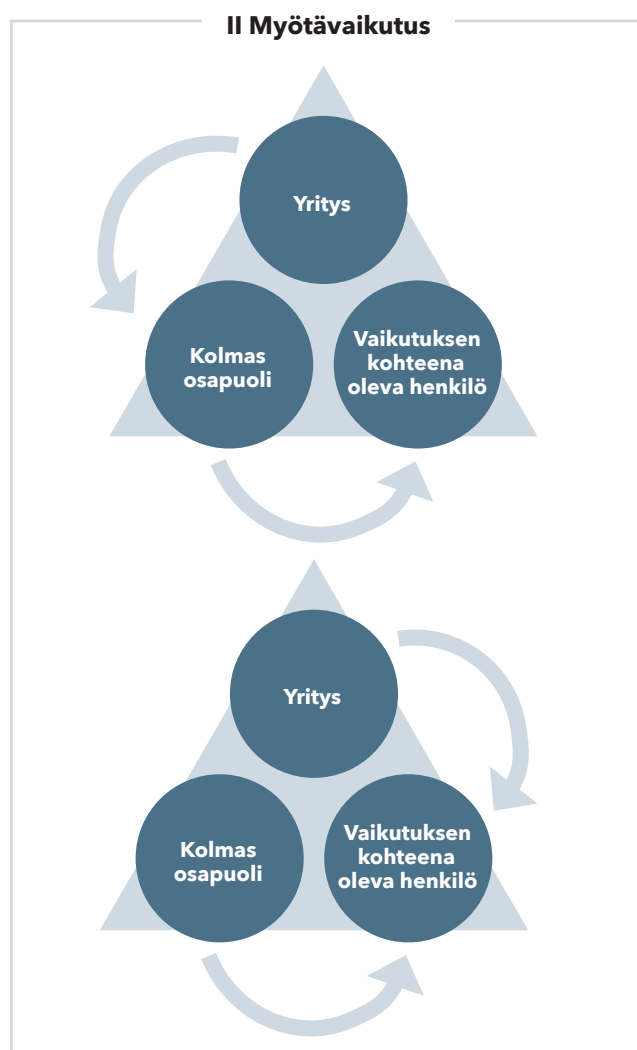 II Myötävaikutus
Yritys
Kolmas
osapuoli
Vaikutuksen
kohteena
oleva henkilö
Yritys
Kolmas
osapuoli
Vaikutuksen
kohteena
oleva henkilö